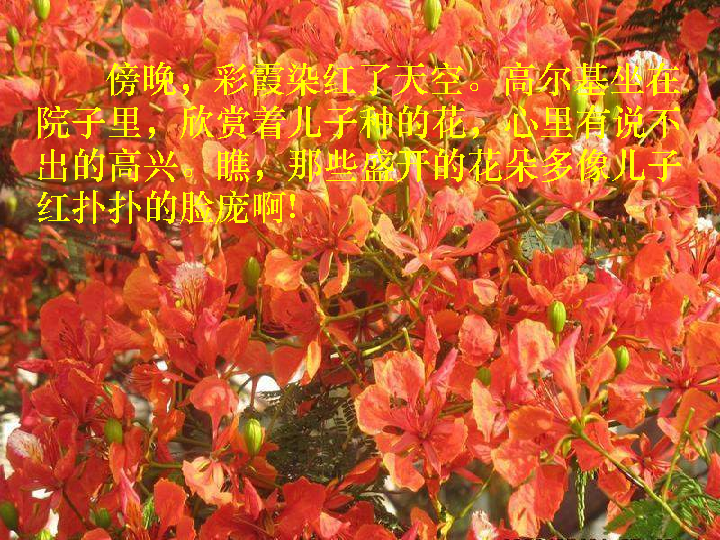 傍晚，彩霞染红了天空。高尔基坐在
院子里，欣赏着儿子种的花，心里有说不
出的高兴。瞧，那些盛开的花朵多像儿子
红扑扑的脸庞啊!